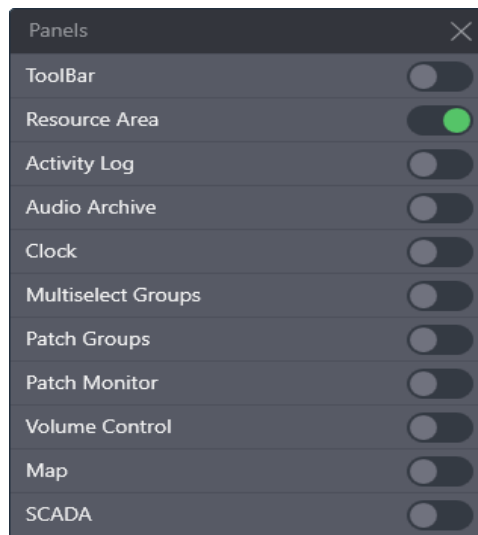 Panels
ToolBar
Resource Area
Activity Log
Audio Archive
Clock
Multiselect Groups
Patch Groups
Patch Monitor
Volume Control
Map
SCADA